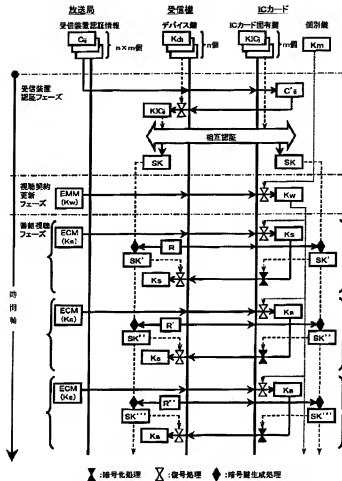 放送局 受信機 ICカード
受信装置認証情報 デバイス鍵 ICカード固有鍵 個別鍵
Cij n×m個 Kdi n個 KICj m個 Km
受信装置
認証フェーズ
C'ij
KICj
相互認証
SK SK
視聴契約
更新
フェーズ
EMM
(Kw)
Kw
番組視聴
フェーズ
ECM
(Ks)
Ks
R
SK' SK'
Ks
時間軸
ECM
(Ks)
Ks
R'
SK'' SK''
Ks
ECM
(Ks)
Ks
R''
SK''' SK'''
Ks
:暗号化処理 :復号処理 :暗号鍵生成処理